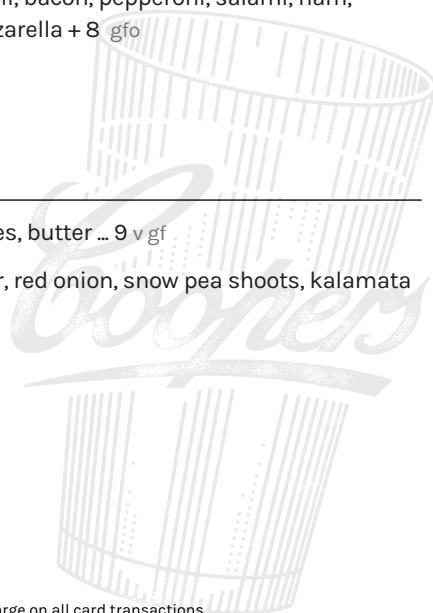 bacon, pepperoni, salami, ham,
zarella + 8 gfo
es, butter ... 9 v gf
r, red onion, snow pea shoots, kalamata
Coopers
arge on all card transactions